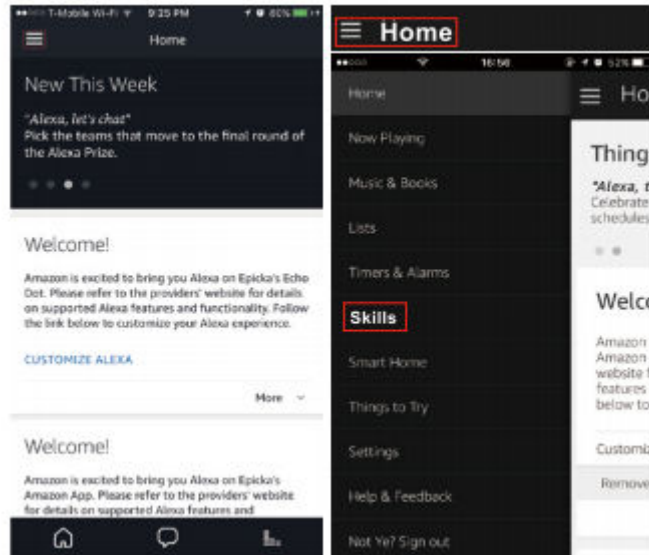 T-Mobile Wi-Fi 9:35 PM 60%
Home
New This Week
"Alexa, let's chat"
Pick the teams that move to the final round of
the Alexa Prize.
Welcome!
Amazon is excited to bring you Alexa on Epicka's Echo
Dot. Please refer to the providers' website for details
on supported Alexa features and functionality. Follow
the link below to customize your Alexa experience.
CUSTOMIZE ALEXA
More
Welcome!
Amazon is excited to bring you Alexa on Epicka's
Amazon App. Please refer to the providers' website
for details on supported Alexa features and
Home
16:56 52%
Home
Now Playing
Music & Books
Lists
Timers & Alarms
Skills
Smart Home
Things to Try
Settings
Help & Feedback
Not Ye? Sign out
Ho
Thing
"Alexa, t
Celebrate
schedules
Welco
Amazon
Amazon
website f
features
below to
Customiz
Remove